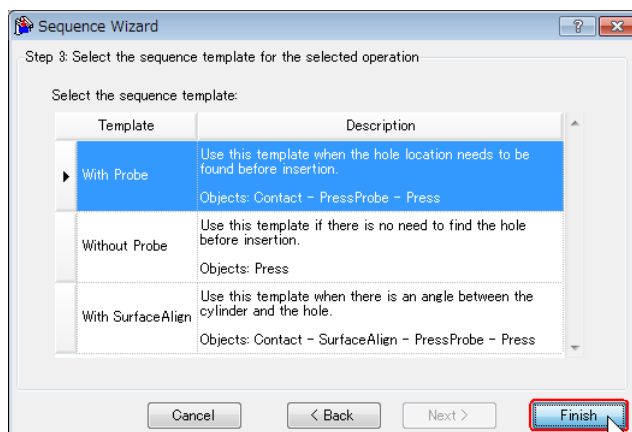 Sequence Wizard
Step 3: Select the sequence template for the selected operation
Select the sequence template:
Template Description
With Probe
Use this template when the hole location needs to be
found before insertion.
Objects: Contact - PressProbe - Press
Without Probe
Use this template if there is no need to find the hole
before insertion.
Objects: Press
With SurfaceAlign
Use this template when there is an angle between the
cylinder and the hole.
Objects: Contact - SurfaceAlign - PressProbe - Press
Cancel < Back Next > Finish